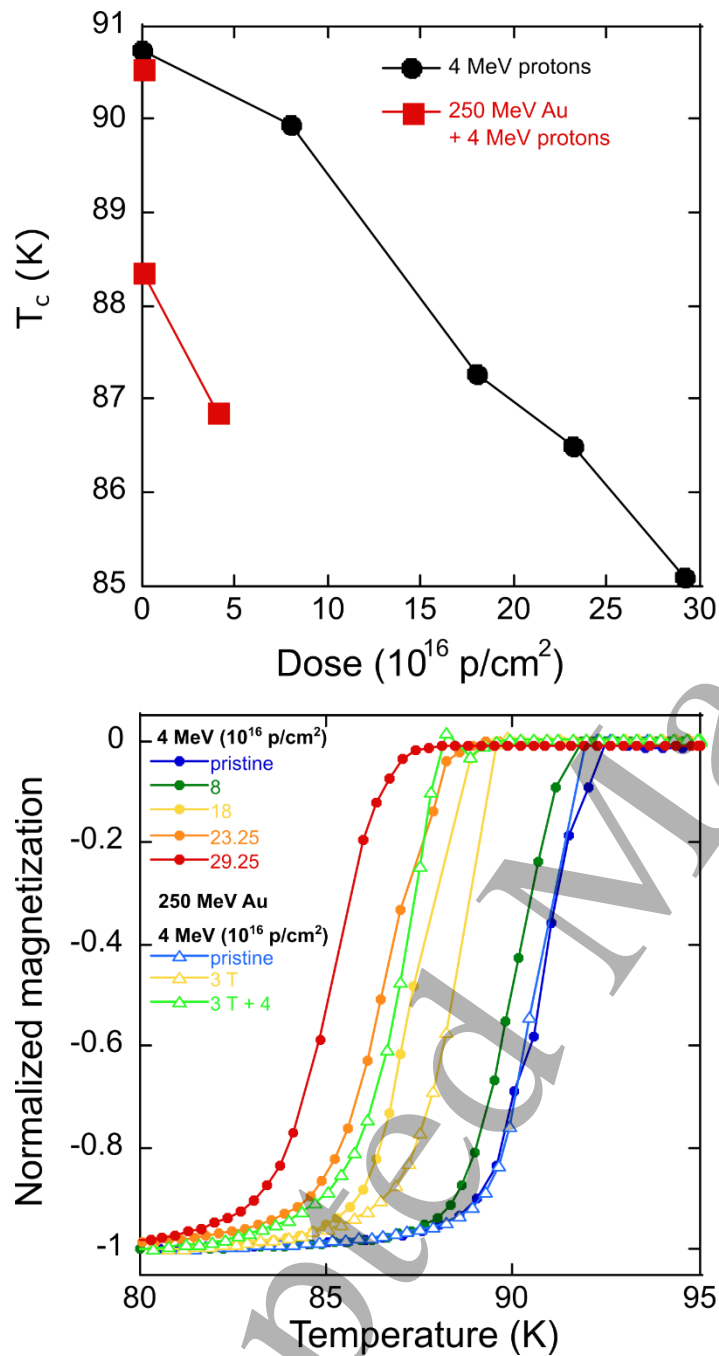 91
90
89
88
87
86
85
T_c (K)
4 MeV protons
250 MeV Au
+ 4 MeV protons
0 5 10 15 20 25 30
Dose (10^16 p/cm^2)
0
-0.2
-0.4
-0.6
-0.8
-1
Normalized magnetization
4 MeV (10^16 p/cm^2)
pristine
8
18
23.25
29.25
250 MeV Au
4 MeV (10^16 p/cm^2)
pristine
3 T
3 T + 4
80 85 90 95
Temperature (K)
pted M